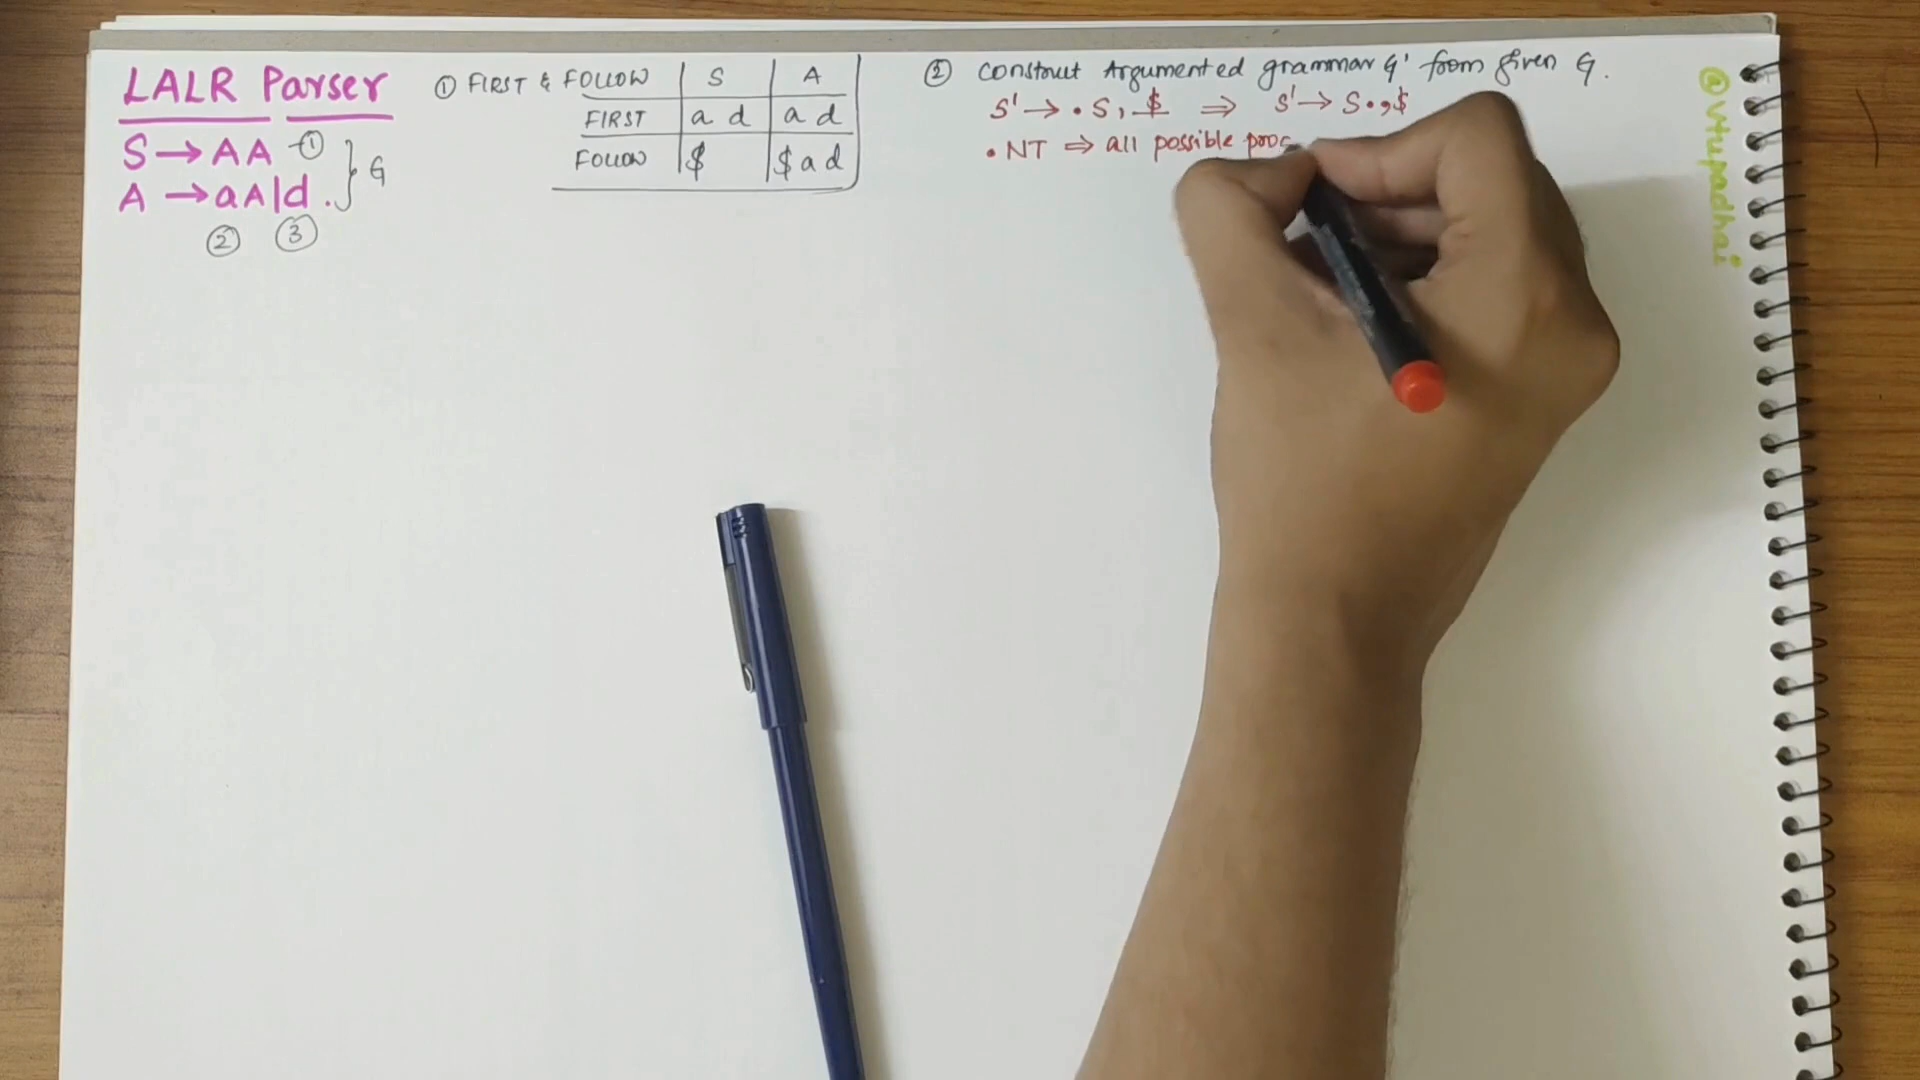 LALR Parser
S → AA ①
A → aA|d . } G
② ③
① FIRST & FOLLOW | S | A
FIRST | a d | a d
FOLLOW | $ | $ a d
② Construct Argumented grammar G' from given G.
S' → • S, $ ⇒ S' → S•,$
• NT ⇒ all possible
@vtupadhai